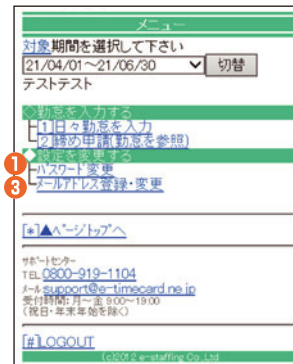 メニュー
対象期間を選択して下さい
21/04/01～21/06/30 切替
テストテスト
◇勤怠を入力する
[1]日々勤怠を入力
[2]締め申請(勤怠を参照)
❶ ◆設定を変更する
パスワード変更
❸ メールアドレス登録・変更
[*]▲ページトップへ
サポートセンター
TEL 0800-919-1104
メール support@e-timecard.ne.jp
受付時間:月～金 9:00～19:00
(祝日・年末年始を除く)
[#]LOGOUT
(c)2012 e-staffing Co.,Ltd